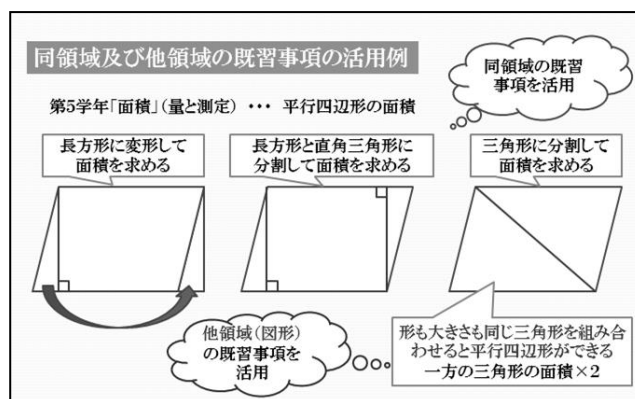 同領域及び他領域の既習事項の活用例
同領域の既習
事項を活用
第5学年「面積」（量と測定） ･･･ 平行四辺形の面積
長方形に変形して
面積を求める
長方形と直角三角形に
分割して面積を求める
三角形に分割して
面積を求める
他領域（図形）
の既習事項を
活用
形も大きさも同じ三角形を組み合
わせると平行四辺形ができる
一方の三角形の面積×2